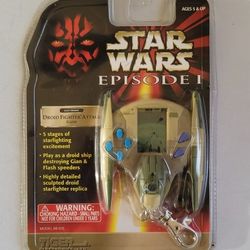 AGES 5 & UP
STAR
WARS
EPISODE I
DROID FIGHTER ATTACK
GAME
• 5 stages of
starfighting
excitement
• Play as a droid ship
destroying Gian &
Flash speeders
• Highly detailed
sculpted droid
starfighter replica
WARNING:
CHOKING HAZARD - Small parts
NOT FOR CHILDREN UNDER 3 YEARS.
TIGER